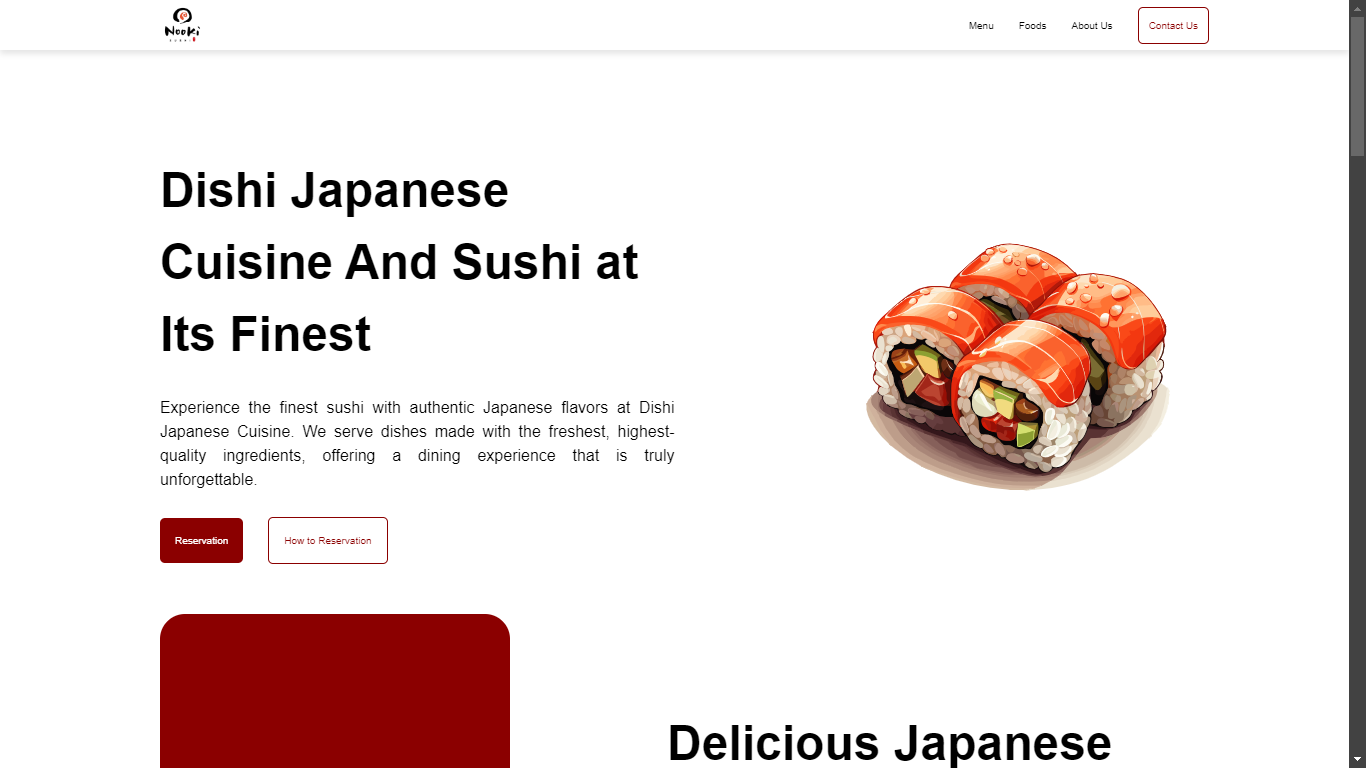 Nooki
Menu
Foods
About Us
Contact Us
Dishi Japanese
Cuisine And Sushi at
Its Finest
Experience the finest sushi with authentic Japanese flavors at Dishi
Japanese Cuisine. We serve dishes made with the freshest, highest-
quality ingredients, offering a dining experience that is truly
unforgettable.
Reservation
How to Reservation
Delicious Japanese